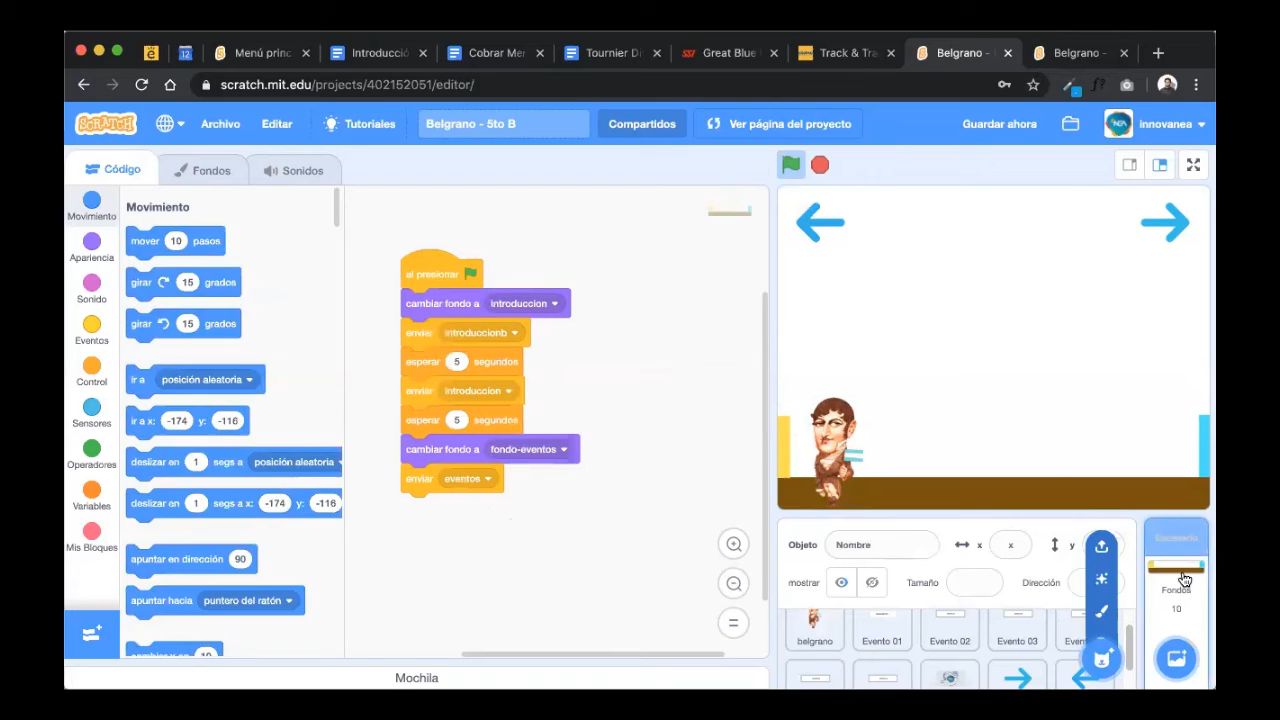 Menú princ
12
Introducció
Cobrar Mer
Tournier Di
Great Blue
Track & Tra
Belgrano -
Belgrano -
scratch.mit.edu/projects/402152051/editor/
SCRATCH
Archivo
Editar
Tutoriales
Belgrano - 5to B
Compartidos
Ver página del proyecto
Guardar ahora
innovanea
Código
Fondos
Sonidos
Movimiento
Apariencia
Sonido
Eventos
Control
Sensores
Operadores
Variables
Mis Bloques
Movimiento
mover 10 pasos
girar 15 grados
girar 15 grados
ir a posición aleatoria
ir a x: -174 y: -116
deslizar en 1 segs a posición aleatoria
deslizar en 1 segs a x: -174 y: -116
apuntar en dirección 90
apuntar hacia puntero del ratón
al presionar
cambiar fondo a introduccion
enviar introduccionb
esperar 5 segundos
enviar introduccion
esperar 5 segundos
cambiar fondo a fondo-eventos
enviar eventos
Mochila
Objeto Nombre x x y
mostrar Tamaño Dirección
belgrano
Evento 01
Evento 02
Evento 03
Escenario
Fondos
10